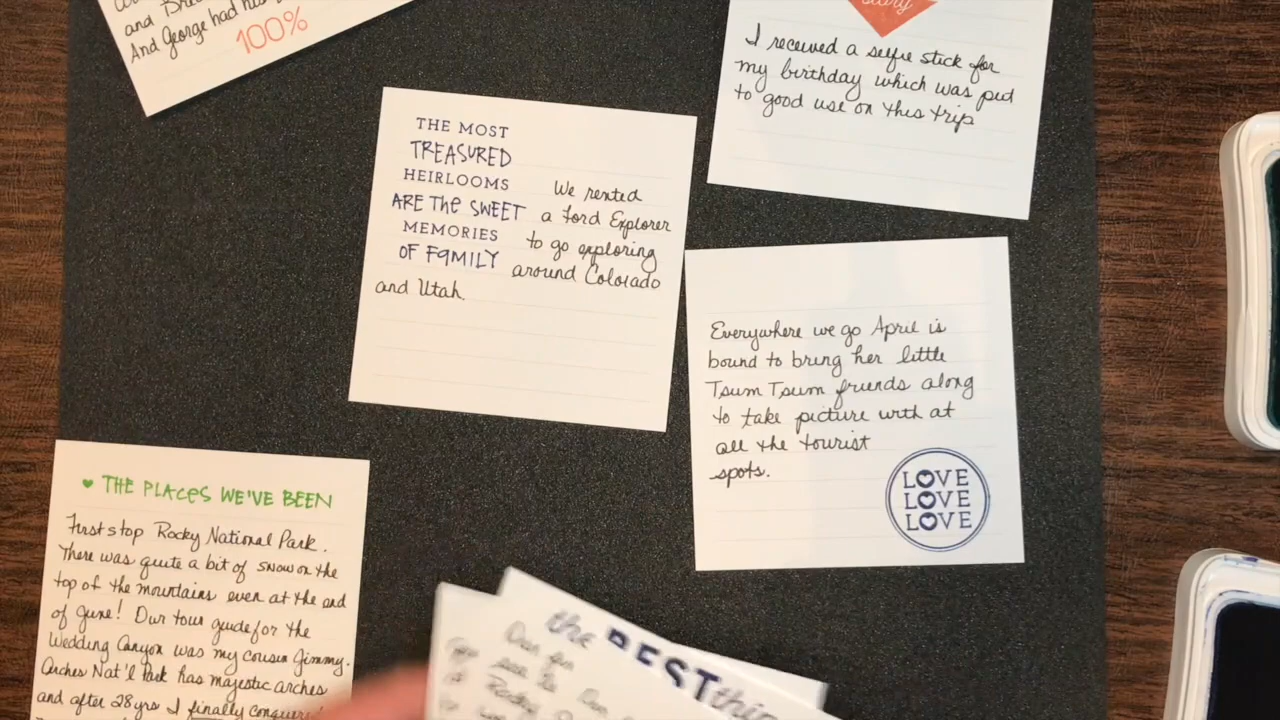 and
And George had his
100%
story
I received a selfie stick for
my birthday which was put
to good use on this trip
THE MOST
TREASURED
HEIRLOOMS
ARE THE SWEET
MEMORIES
OF FAMILY
We rented
a Ford Explorer
to go exploring
around Colorado
and Utah.
Everywhere we go April is
bound to bring her little
Tsum Tsum friends along
to take picture with at
all the tourist
spots.
LOVE
LOVE
LOVE
THE PLACES WE'VE BEEN
First stop Rocky National Park.
There was quite a bit of snow on the
top of the mountains even at the end
of June! Our tour guide for the
Wedding Canyon was my cousin Jimmy.
Arches Nat'l Park has majestic arches
and after 28yrs I finally conquered
the BEST thing